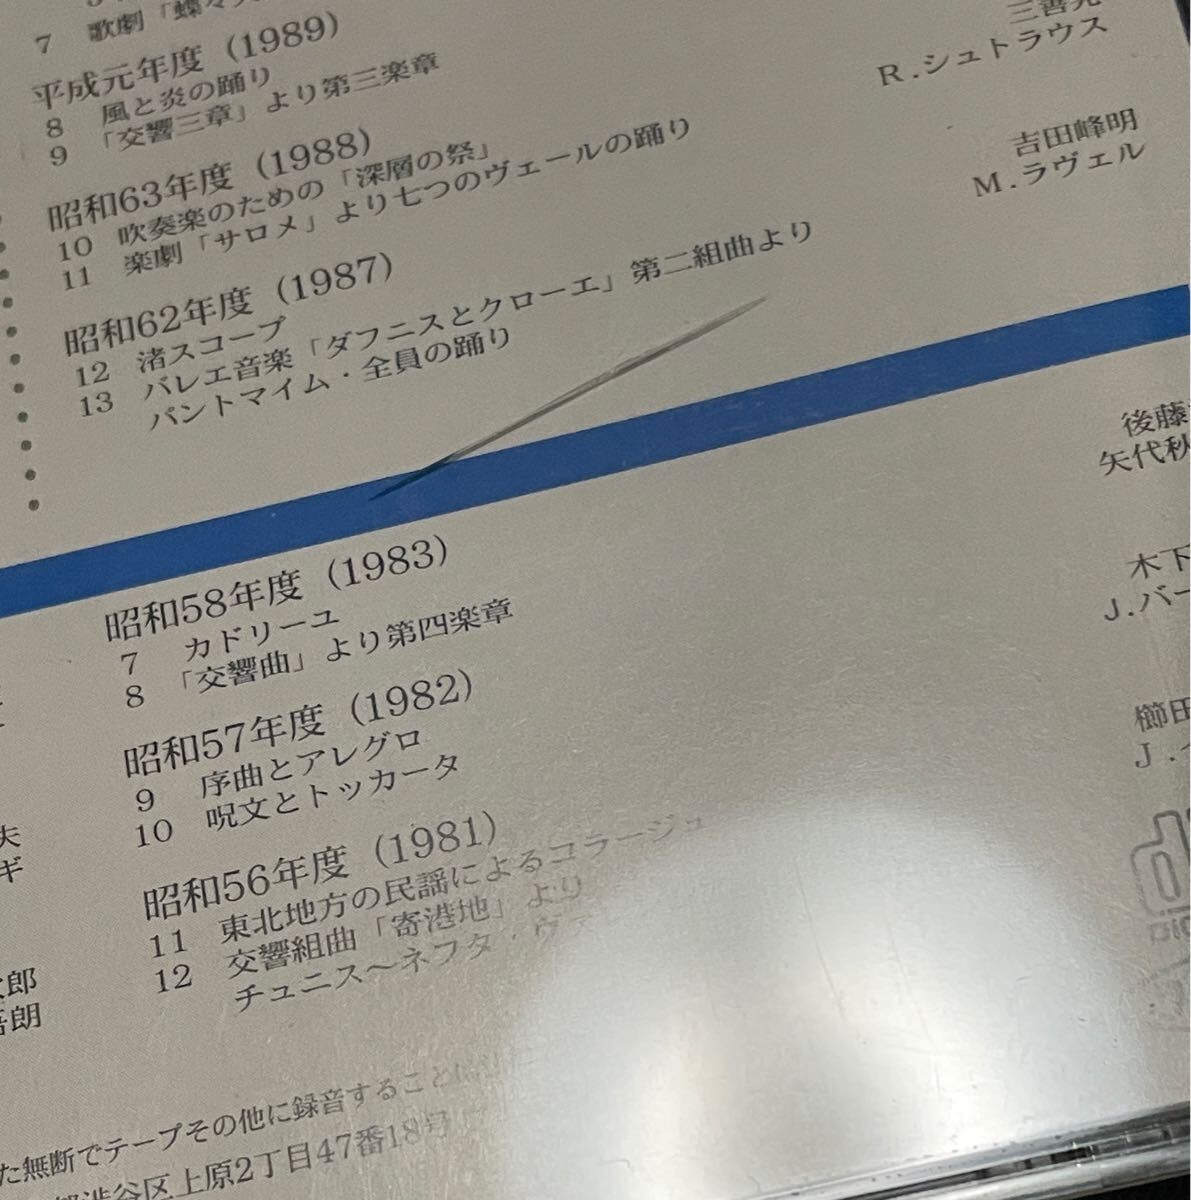 7 歌劇「蝶々
平成元年度 (1989)
8 風と炎の踊り
9 「交響三章」より第三楽章
三善晃
R.シュトラウス
昭和63年度 (1988)
10 吹奏楽のための「深層の祭」
11 楽劇「サロメ」より七つのヴェールの踊り
吉田峰明
M.ラヴェル
昭和62年度 (1987)
12 渚スコープ
13 バレエ音楽「ダフニスとクローエ」第二組曲より
パントマイム・全員の踊り
後藤
矢代秋
昭和58年度 (1983)
7 カドリーユ
8 「交響曲」より第四楽章
木下
J.バー
昭和57年度 (1982)
9 序曲とアレグロ
10 呪文とトッカータ
櫛田
J.
昭和56年度 (1981)
11 東北地方の民謡によるコラージュ
12 交響組曲「寄港地」より
チュニス〜ネフタ・ヴァ
夫
ギ
郎
朗
た無断でテープその他に録音することは
渋谷区上原2丁目47番18号